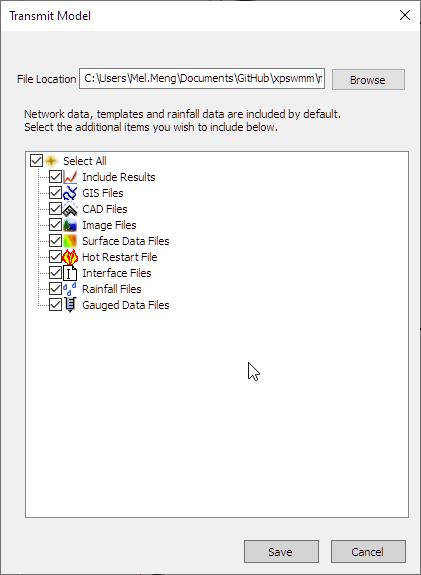 Transmit Model
File Location C:\Users\Mel.Meng\Documents\GitHub\xpswmm\ Browse
Network data, templates and rainfall data are included by default.
Select the additional items you wish to include below.
Select All
Include Results
GIS Files
CAD Files
Image Files
Surface Data Files
Hot Restart File
Interface Files
Rainfall Files
Gauged Data Files
Save Cancel